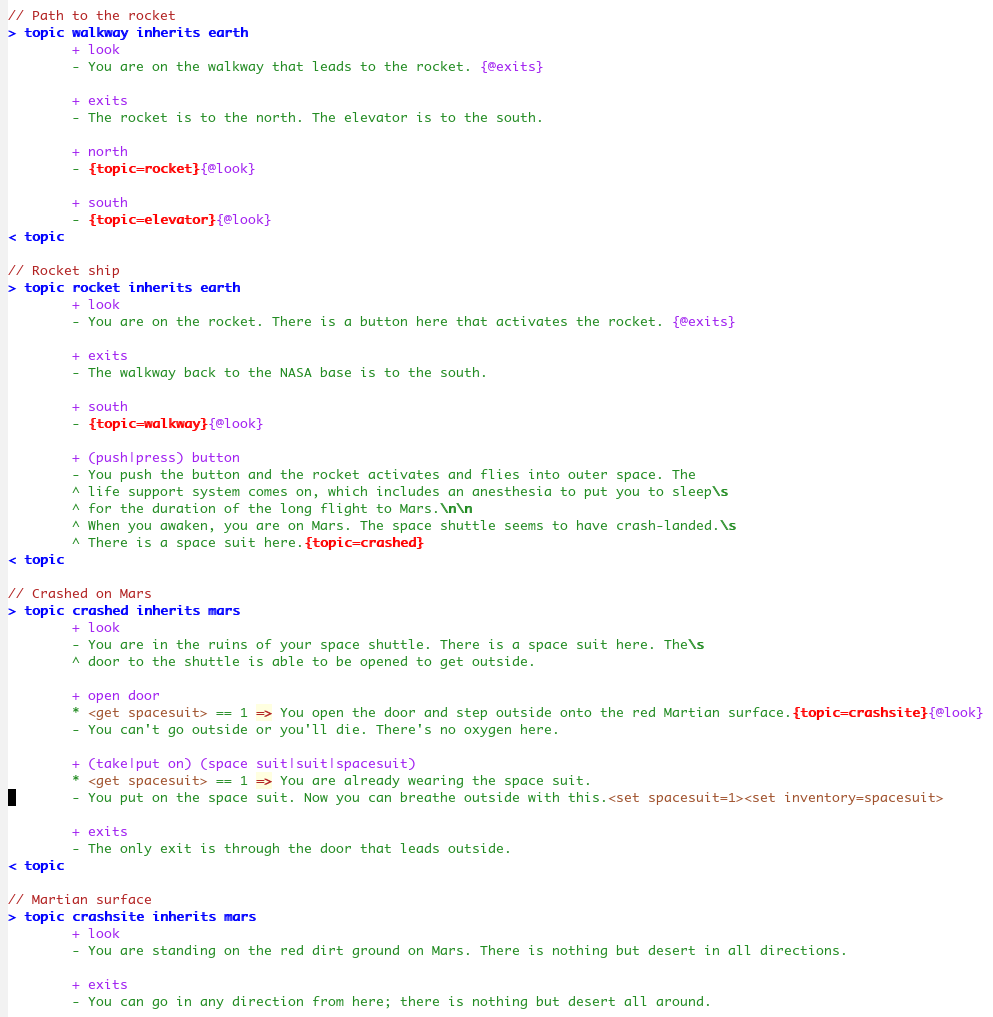 // Path to the rocket
> topic walkway inherits earth
        + look
        - You are on the walkway that leads to the rocket. {@exits}

        + exits
        - The rocket is to the north. The elevator is to the south.

        + north
        - {topic=rocket}{@look}

        + south
        - {topic=elevator}{@look}
< topic

// Rocket ship
> topic rocket inherits earth
        + look
        - You are on the rocket. There is a button here that activates the rocket. {@exits}

        + exits
        - The walkway back to the NASA base is to the south.

        + south
        - {topic=walkway}{@look}

        + (push|press) button
        - You push the button and the rocket activates and flies into outer space. The
        ^ life support system comes on, which includes an anesthesia to put you to sleep\s
        ^ for the duration of the long flight to Mars.\n\n
        ^ When you awaken, you are on Mars. The space shuttle seems to have crash-landed.\s
        ^ There is a space suit here.{topic=crashed}
< topic

// Crashed on Mars
> topic crashed inherits mars
        + look
        - You are in the ruins of your space shuttle. There is a space suit here. The\s
        ^ door to the shuttle is able to be opened to get outside.

        + open door
        * <get spacesuit> == 1 => You open the door and step outside onto the red Martian surface.{topic=crashsite}{@look}
        - You can't go outside or you'll die. There's no oxygen here.

        + (take|put on) (space suit|suit|spacesuit)
        * <get spacesuit> == 1 => You are already wearing the space suit.
        - You put on the space suit. Now you can breathe outside with this.<set spacesuit=1><set inventory=spacesuit>

        + exits
        - The only exit is through the door that leads outside.
< topic

// Martian surface
> topic crashsite inherits mars
        + look
        - You are standing on the red dirt ground on Mars. There is nothing but desert in all directions.

        + exits
        - You can go in any direction from here; there is nothing but desert all around.